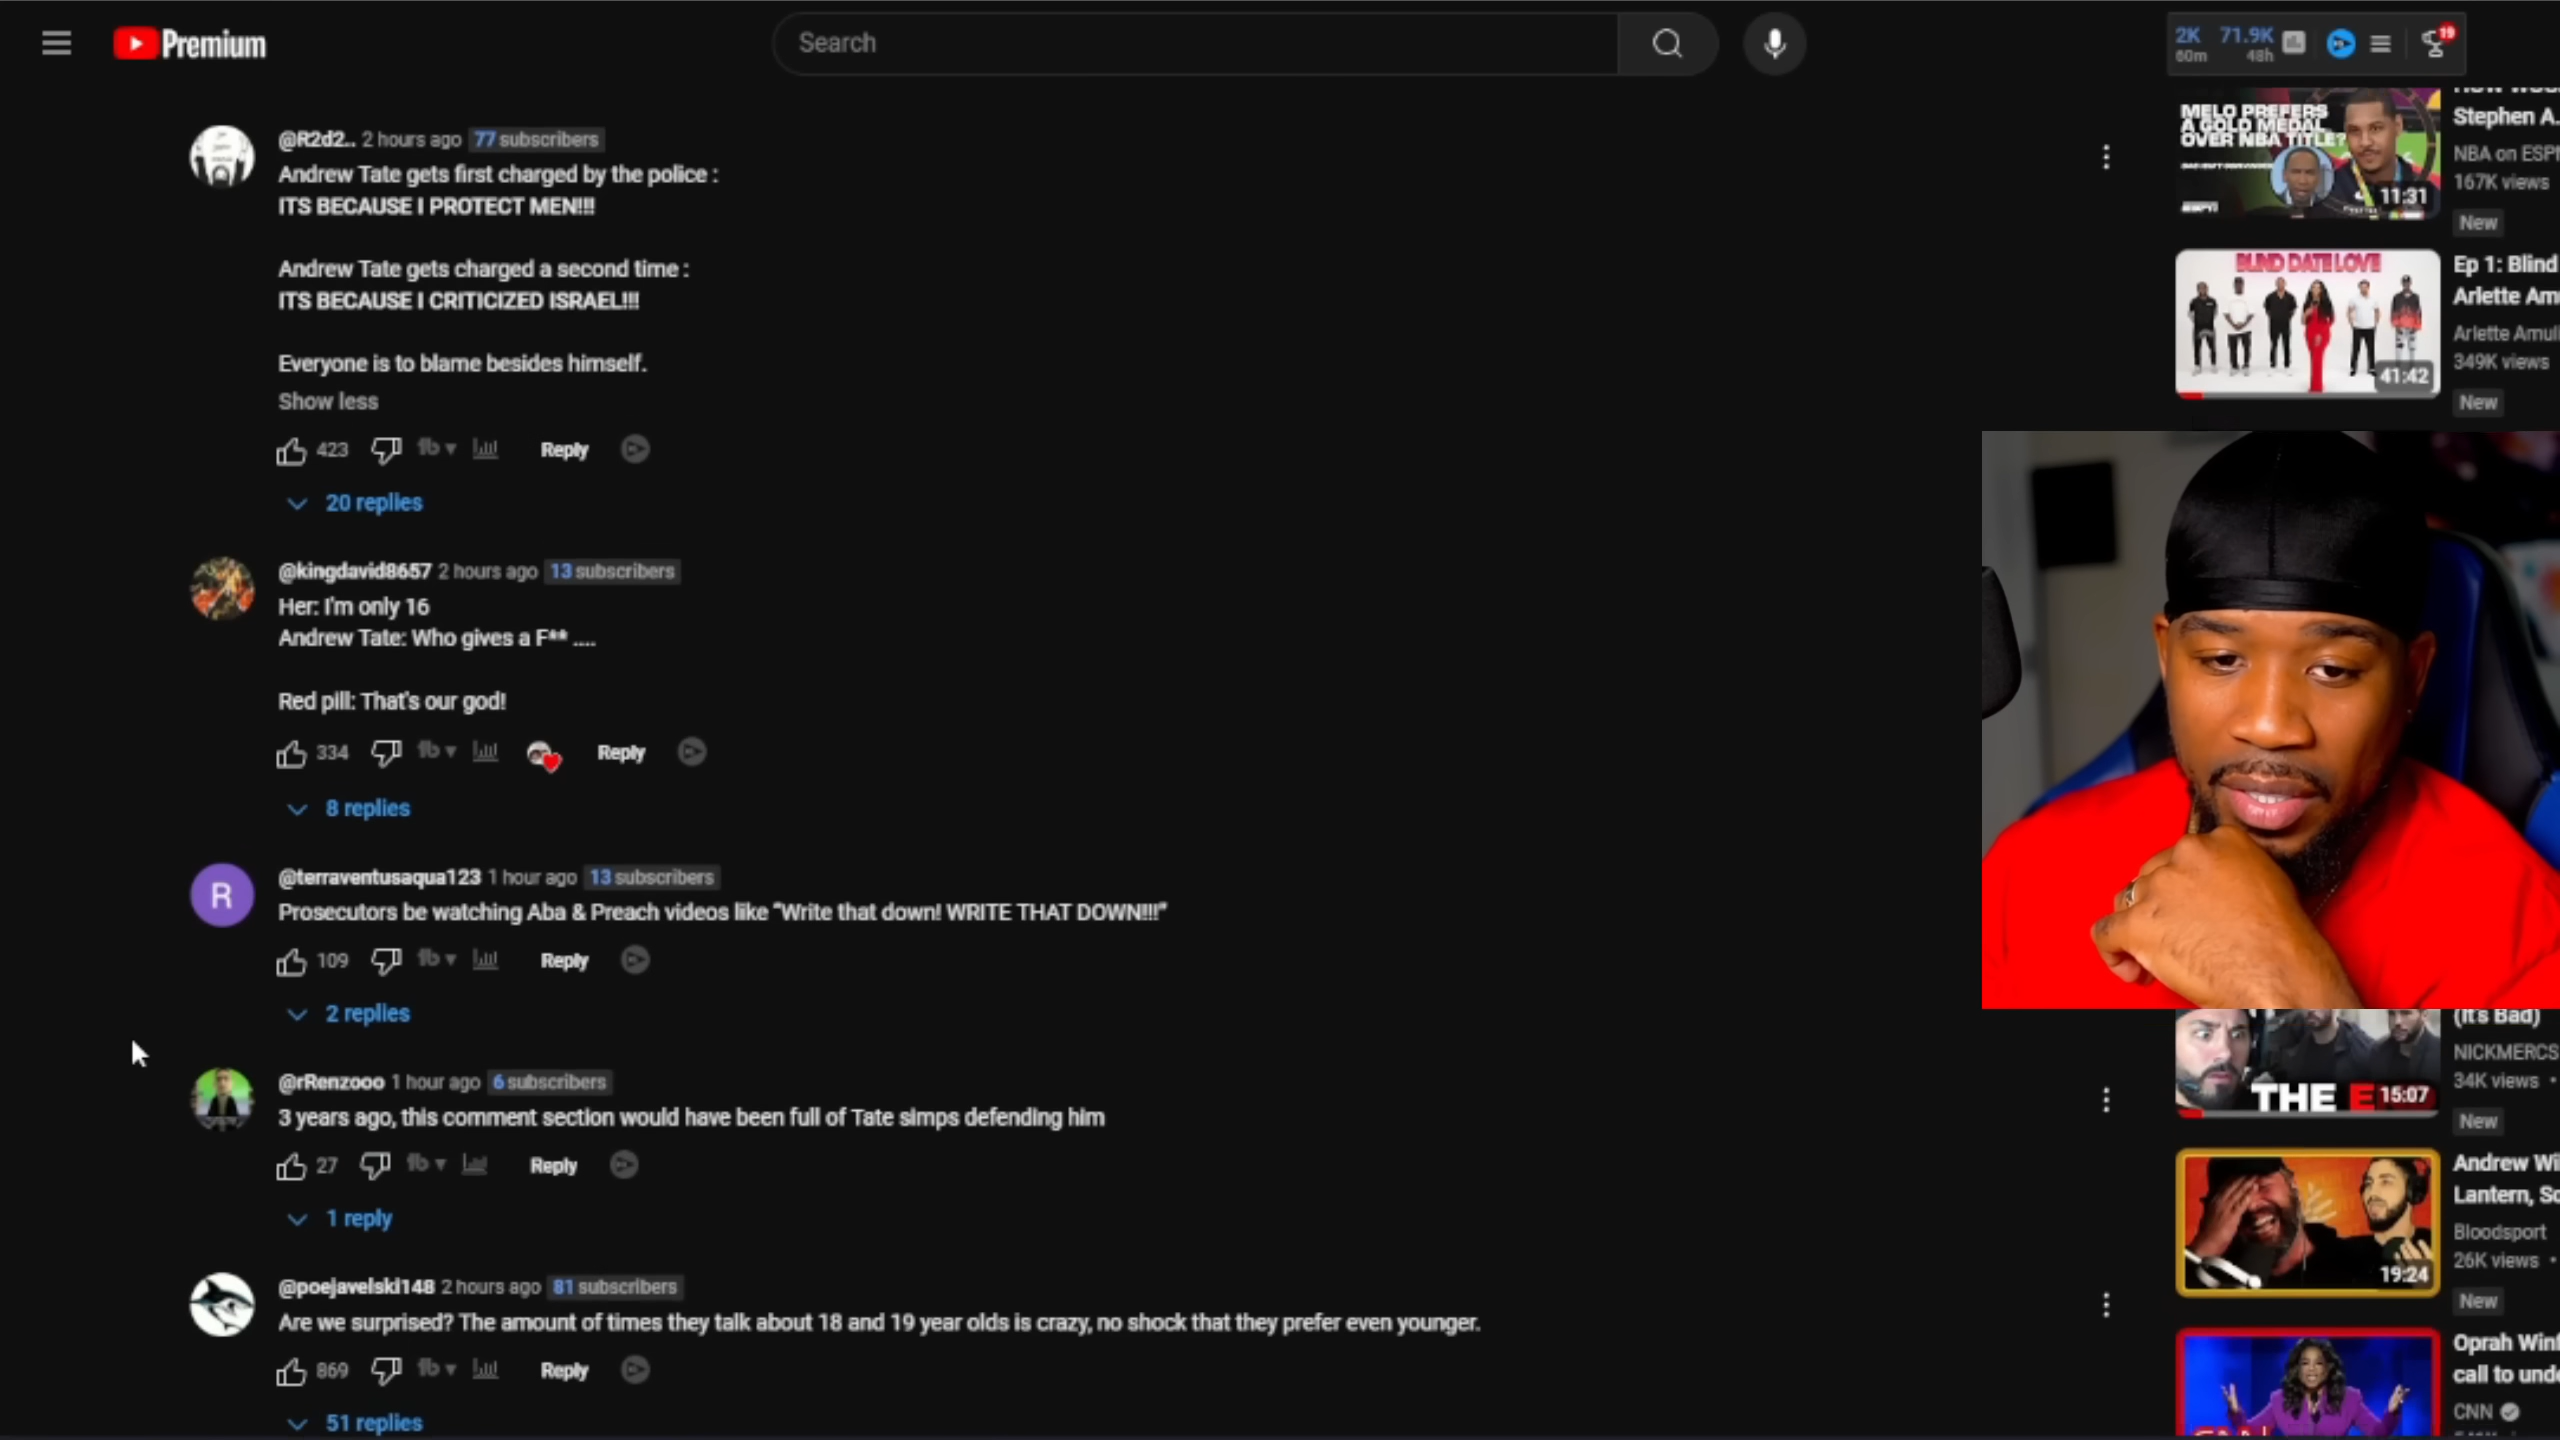 Premium
Search
2K 71.9K
60m 48h
19
@R2d2.. 2 hours ago 77 subscribers
Andrew Tate gets first charged by the police :
ITS BECAUSE I PROTECT MEN!!!
Andrew Tate gets charged a second time :
ITS BECAUSE I CRITICIZED ISRAEL!!!
Everyone is to blame besides himself.
Show less
423 Reply
20 replies
@kingdavid8657 2 hours ago 13 subscribers
Her: I'm only 16
Andrew Tate: Who gives a F** ....
Red pill: That's our god!
334 Reply
8 replies
@terraventusaqua123 1 hour ago 13 subscribers
Prosecutors be watching Aba & Preach videos like "Write that down! WRITE THAT DOWN!!!"
109 Reply
2 replies
@rRenzooo 1 hour ago 6 subscribers
3 years ago, this comment section would have been full of Tate simps defending him
27 Reply
1 reply
@poejavelski148 2 hours ago 81 subscribers
Are we surprised? The amount of times they talk about 18 and 19 year olds is crazy, no shock that they prefer even younger.
869 Reply
51 replies
MELO PREFERS
A GOLD MEDAL
OVER NBA TITLE?
ESPN
11:31
Stephen A.
NBA on ESPN
167K views
New
BLIND DATE LOVE
41:42
Ep 1: Blind
Arlette Am
Arlette Amul
349K views
New
THE E
15:07
(It's Bad)
NICKMERCS
34K views
New
19:24
Andrew Wil
Lantern, So
Bloodsport
26K views
New
Oprah Winf
call to unde
CNN